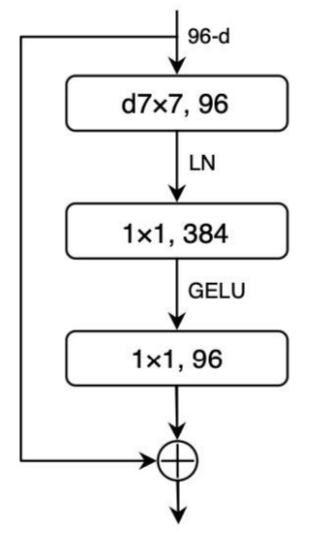 96-d
d7×7, 96
LN
1×1, 384
GELU
1×1, 96